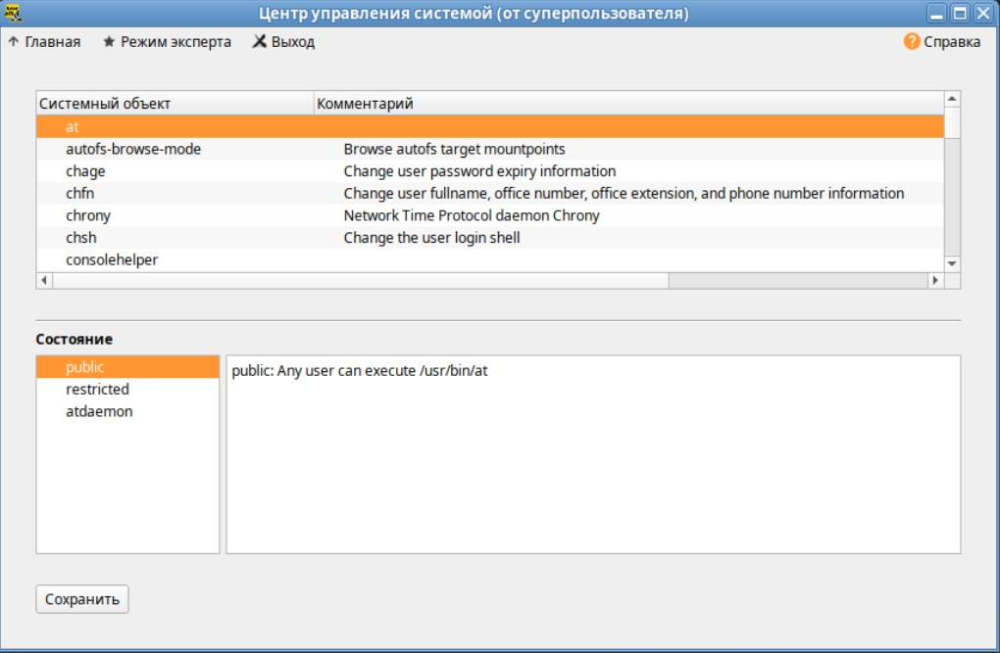 Центр управления системой (от суперпользователя)
Главная Режим эксперта Выход Справка
Системный объект Комментарий
at
autofs-browse-mode Browse autofs target mountpoints
chage Change user password expiry information
chfn Change user fullname, office number, office extension, and phone number information
chrony Network Time Protocol daemon Chrony
chsh Change the user login shell
consolehelper
Состояние
public public: Any user can execute /usr/bin/at
restricted
atdaemon
Сохранить